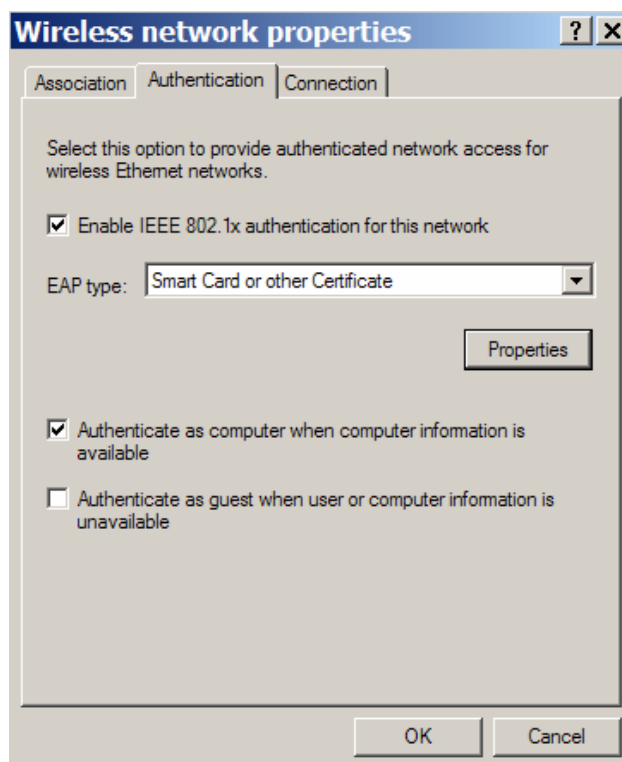 Wireless network properties
Association Authentication Connection
Select this option to provide authenticated network access for
wireless Ethernet networks.
Enable IEEE 802.1x authentication for this network
EAP type: Smart Card or other Certificate
Properties
Authenticate as computer when computer information is
available
Authenticate as guest when user or computer information is
unavailable
OK Cancel